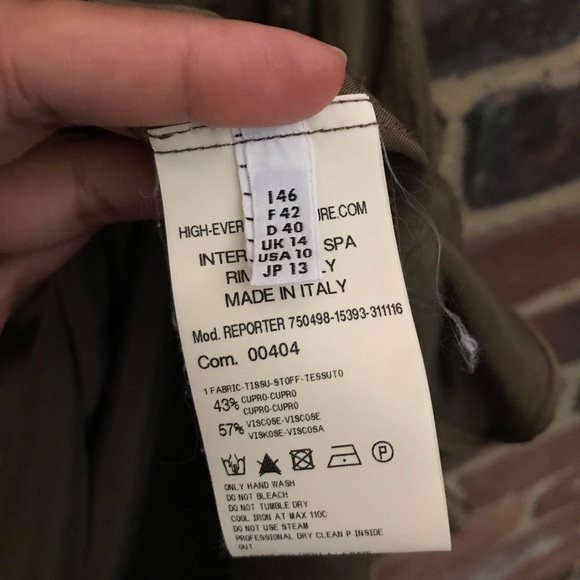 I 46
F 42
D 40
UK 14
USA 10
JP 13
HIGH-EVER URE.COM
INTER SPA
RIM LY
MADE IN ITALY
Mod. REPORTER 750498-15393-311116
Com. 00404
1 FABRIC-TISSU-STOFF-TESSUTO
43% CUPRO-CUPRO
CUPRO-CUPRO
57% VISCOSE-VISCOSE
VISKOSE-VISCOSA
P
ONLY HAND WASH
DO NOT BLEACH
DO NOT TUMBLE DRY
COOL IRON AT MAX 110C
DO NOT USE STEAM
PROFESSIONAL DRY CLEAN P INSIDE
OUT